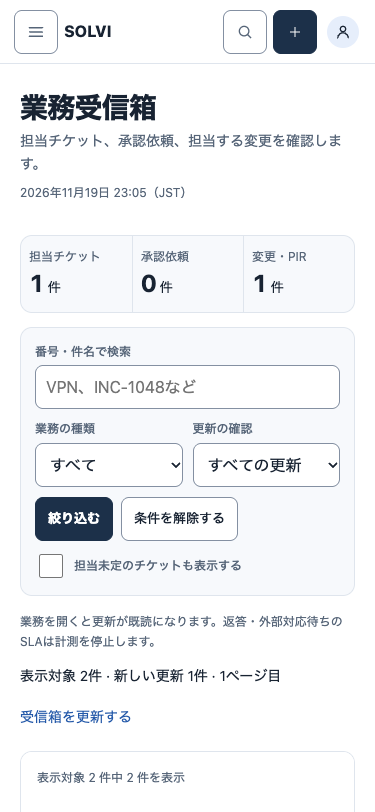 SOLVI
業務受信箱
担当チケット、承認依頼、担当する変更を確認しま
す。
2026年11月19日 23:05（JST）
担当チケット
承認依頼
変更・PIR
1 件
0 件
1 件
番号・件名で検索
VPN、INC-1048など
業務の種類
更新の確認
すべて
すべての更新
絞り込む
条件を解除する
担当未定のチケットも表示する
業務を開くと更新が既読になります。返答・外部対応待ちの
SLAは計測を停止します。
表示対象 2件 · 新しい更新 1件 · 1ページ目
受信箱を更新する
表示対象 2 件中 2 件を表示